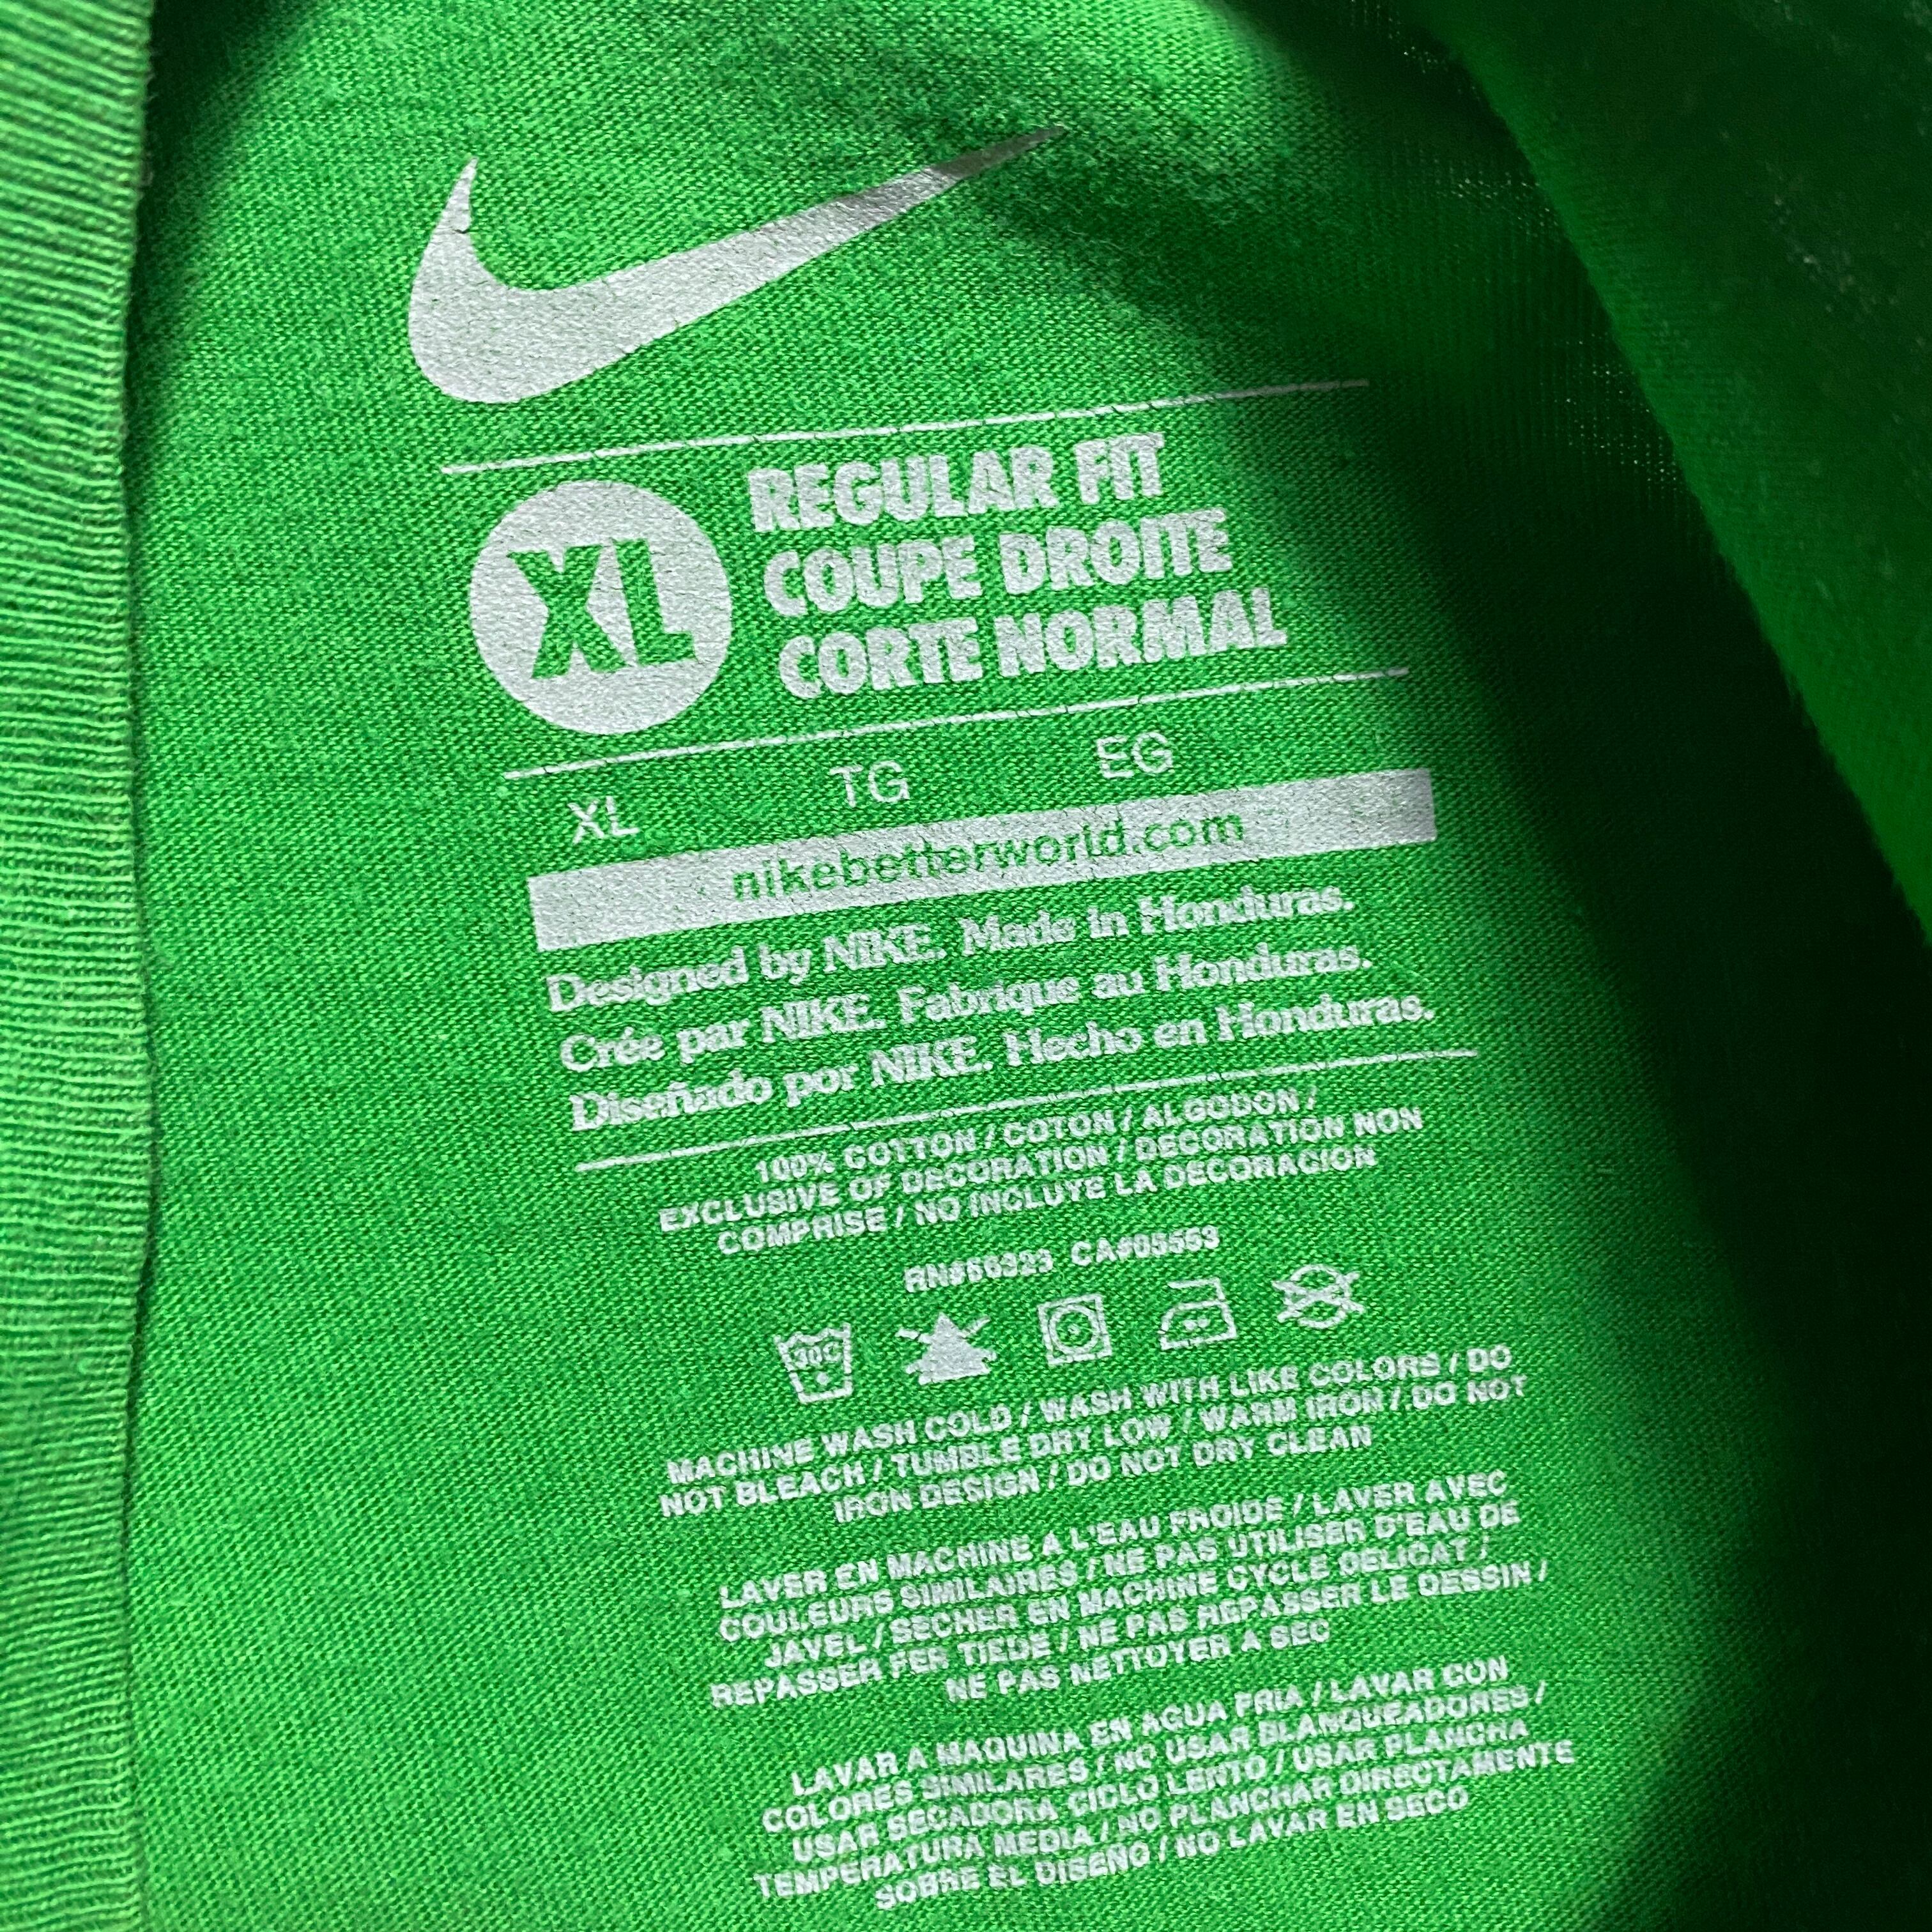 XL
REGULAR FIT
COUPE DROITE
CORTE NORMAL
XL TG EG
nikebetterworld.com
Designed by NIKE. Made in Honduras.
Crée par NIKE. Fabrique au Honduras.
Diseñado por NIKE. Hecho en Honduras.
100% COTTON / COTON / ALGODON /
EXCLUSIVE OF DECORATION / DECORATION NON
COMPRISE / NO INCLUYE LA DECORACION
RN#56323 CA#05553
30C
MACHINE WASH COLD / WASH WITH LIKE COLORS / DO
NOT BLEACH / TUMBLE DRY LOW / WARM IRON / DO NOT
IRON DESIGN / DO NOT DRY CLEAN
LAVER EN MACHINE A L'EAU FROIDE / LAVER AVEC
COULEURS SIMILAIRES / NE PAS UTILISER D'EAU DE
JAVEL / SECHER EN MACHINE CYCLE DELICAT /
REPASSER FER TIEDE / NE PAS REPASSER LE DESSIN /
NE PAS NETTOYER A SEC
LAVAR A MAQUINA EN AGUA FRIA / LAVAR CON
COLORES SIMILARES / NO USAR BLANQUEADORES /
USAR SECADORA CICLO LENTO / USAR PLANCHA
TEMPERATURA MEDIA / NO PLANCHAR DIRECTAMENTE
SOBRE EL DISENO / NO LAVAR EN SECO